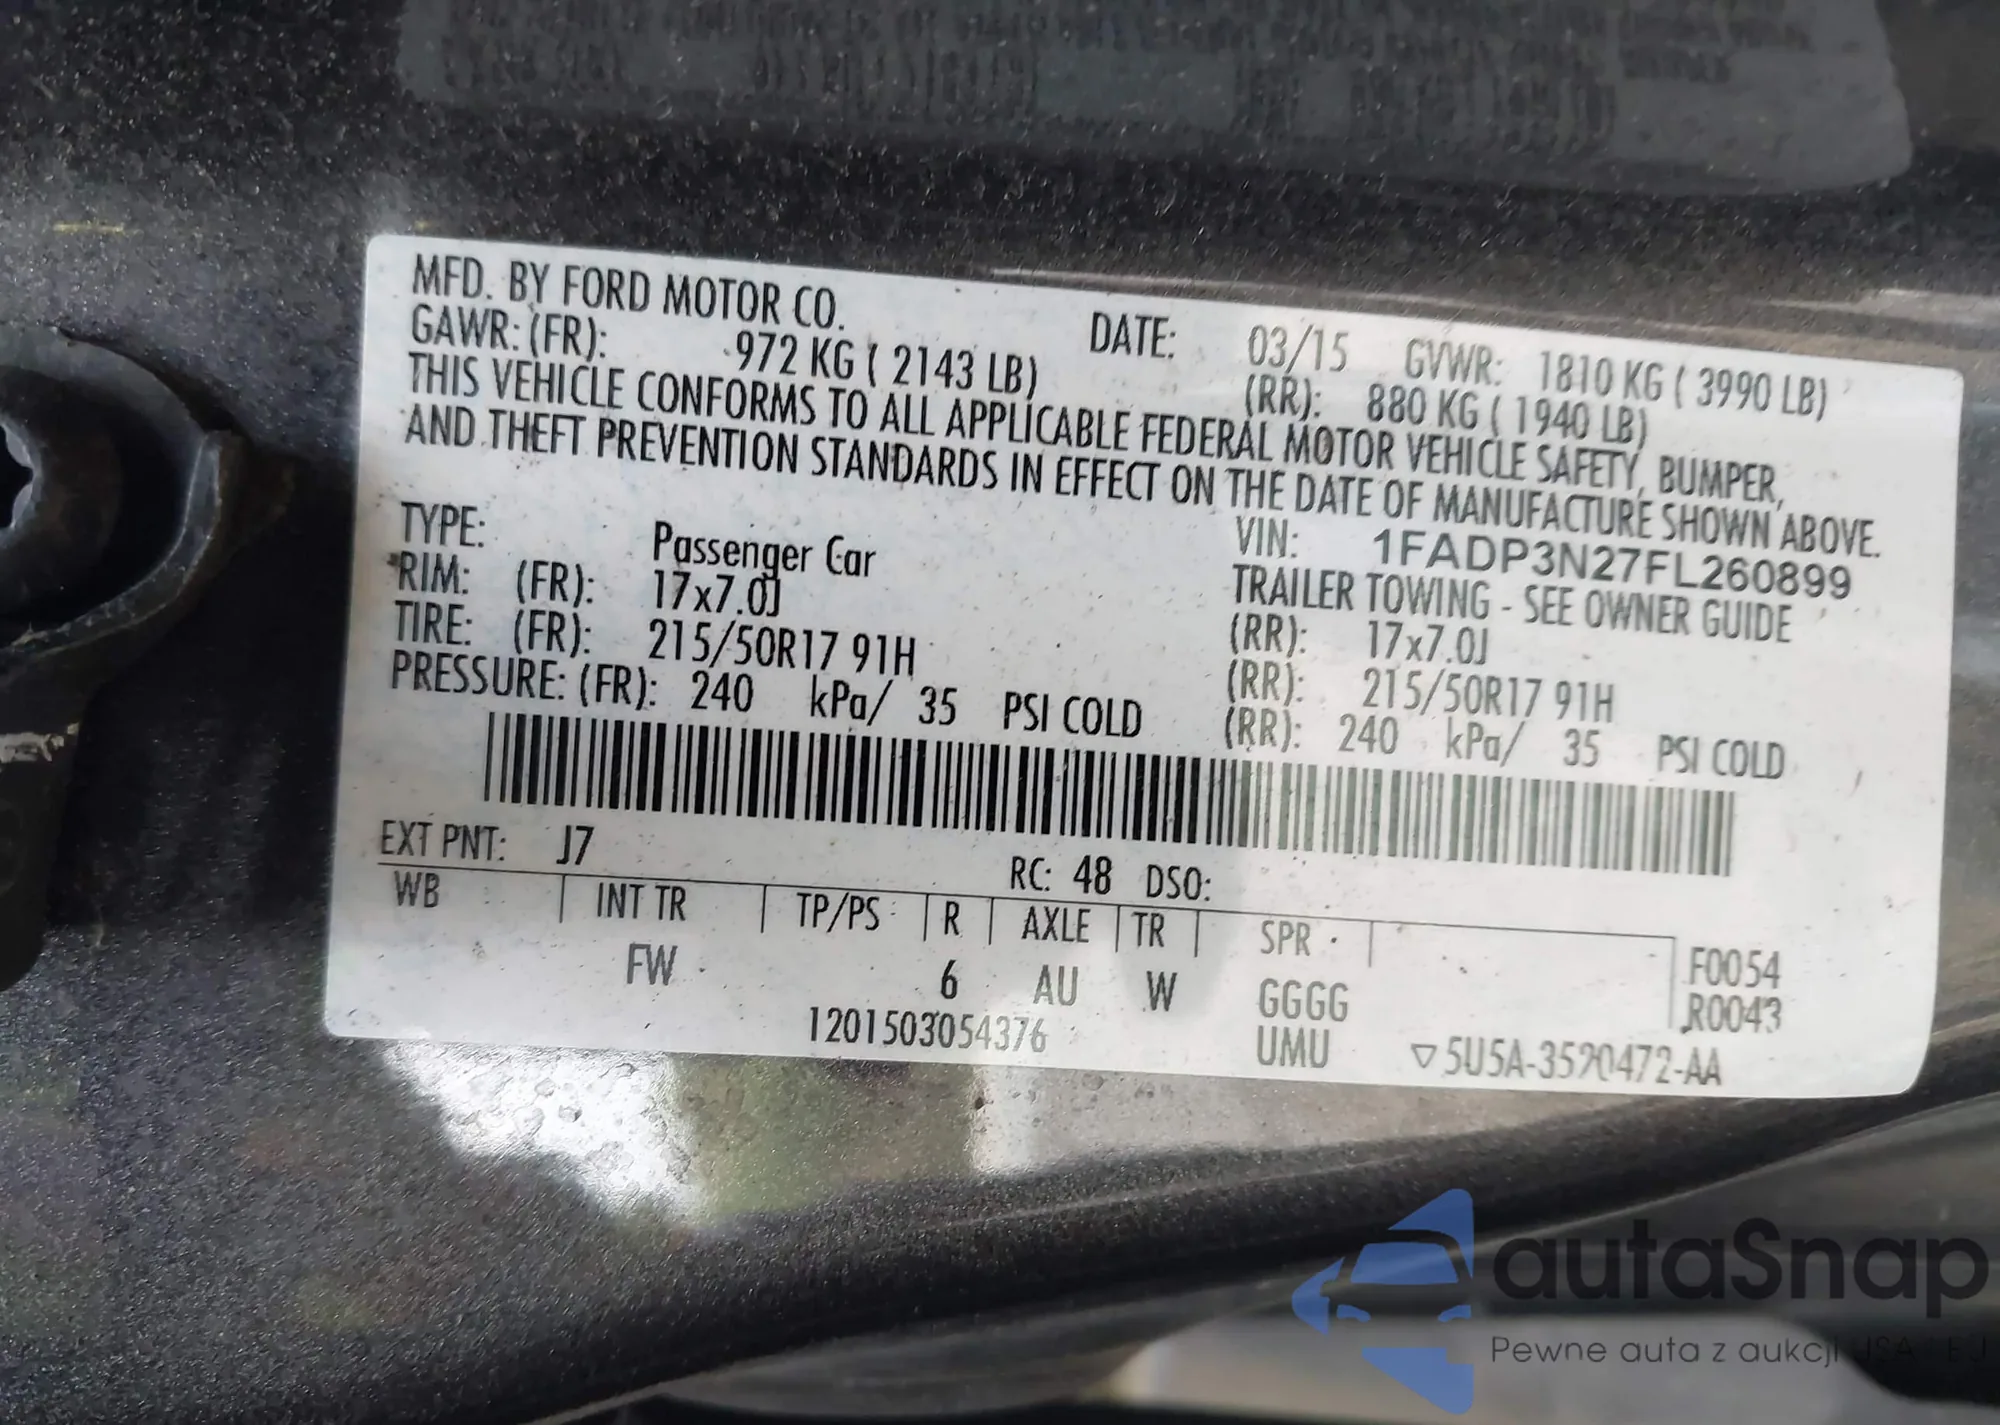 MFD. BY FORD MOTOR CO. DATE: 03/15 GVWR: 1810 KG ( 3990 LB)
GAWR: (FR): 972 KG ( 2143 LB) (RR): 880 KG ( 1940 LB)
THIS VEHICLE CONFORMS TO ALL APPLICABLE FEDERAL MOTOR VEHICLE SAFETY, BUMPER,
AND THEFT PREVENTION STANDARDS IN EFFECT ON THE DATE OF MANUFACTURE SHOWN ABOVE.
VIN: 1FADP3N27FL260899
TYPE: Passenger Car TRAILER TOWING - SEE OWNER GUIDE
RIM: (FR): 17x7.0J (RR): 17x7.0J
TIRE: (FR): 215/50R17 91H (RR): 215/50R17 91H
PRESSURE: (FR): 240 kPa/ 35 PSI COLD (RR): 240 kPa/ 35 PSI COLD
EXT PNT: J7 RC: 48 DSO:
WB INT TR TP/PS R AXLE TR SPR F0054
FW 6 AU W GGGG R0043
1201503054376 UMU ▽5U5A-3520472-AA
autaSnap
Pewne auta z aukcji USA / EU